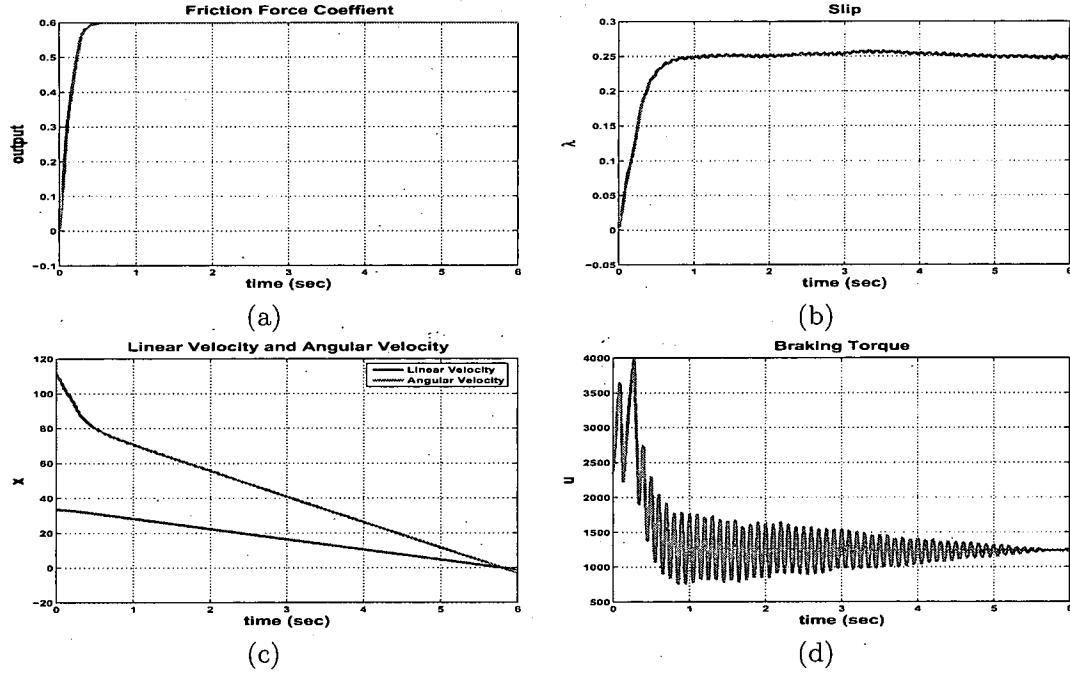 Friction Force Coeffient
0.6
0.5
0.4
0.3
0.2
0.1
0
−0.1
output
0 1 2 3 4 5 6
time (sec)
(a)
Slip
0.3
0.25
0.2
0.15
0.1
0.05
0
−0.05
λ
0 1 2 3 4 5 6
time (sec)
(b)
Linear Velocity and Angular Velocity
120
100
80
60
40
20
0
−20
x
Linear Velocity
Angular Velocity
0 1 2 3 4 5 6
time (sec)
(c)
Braking Torque
4000
3500
3000
2500
2000
1500
1000
500
u
0 1 2 3 4 5 6
time (sec)
(d)